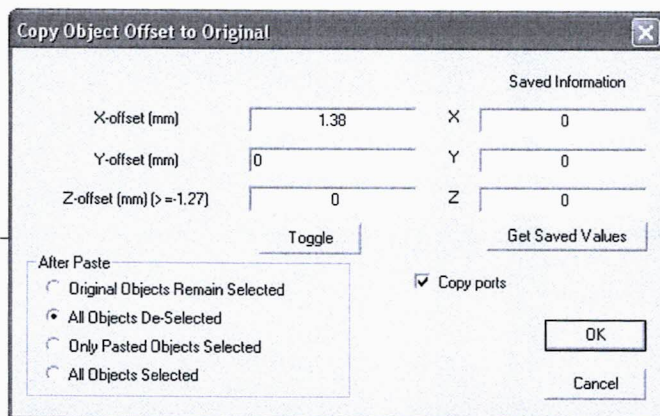 Copy Object Offset to Original
Saved Information
X-offset (mm) 1.38 X 0
Y-offset (mm) 0 Y 0
Z-offset (mm) (>=-1.27) 0 Z 0
Toggle Get Saved Values
After Paste
Original Objects Remain Selected
All Objects De-Selected
Only Pasted Objects Selected
All Objects Selected
Copy ports
OK
Cancel